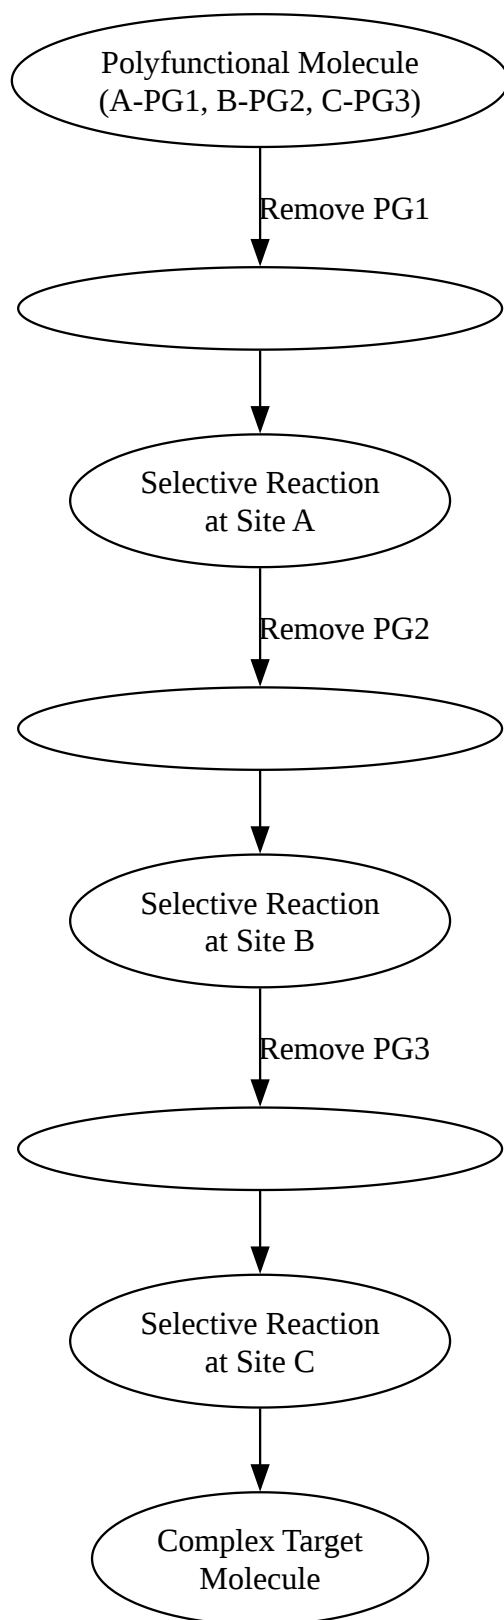 Polyfunctional Molecule
(A-PG1, B-PG2, C-PG3)
Remove PG1
Selective Reaction
at Site A
Remove PG2
Selective Reaction
at Site B
Remove PG3
Selective Reaction
at Site C
Complex Target
Molecule